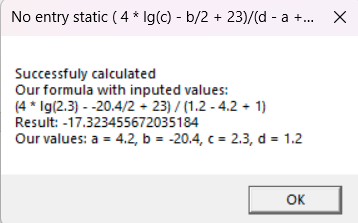 No entry static ( 4 * lg(c) - b/2 + 23)/(d - a +...
Successfuly calculated
Our formula with inputed values:
(4 * lg(2.3) - -20.4/2 + 23) / (1.2 - 4.2 + 1)
Result: -17.323455672035184
Our values: a = 4.2, b = -20.4, c = 2.3, d = 1.2
OK